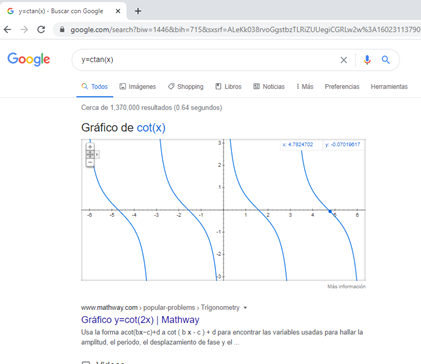 y=ctan(x) - Buscar con Google
google.com/search?biw=1446&bih=715&sxsrf=ALeKk038rvoGgstbzTLRiZUUegiCGRLw2w%3A16023113790
Google
y=ctan(x)
Todos Imágenes Shopping Libros Noticias Más Preferencias Herramientas
Cerca de 1,370,000 resultados (0.64 segundos)
Gráfico de cot(x)
x: 4.7824702 y: -0.07019617
3
2
1
-6 -5 -4 -3 -2 -1 0 1 2 3 4 5 6
-1
-2
-3
Más información
www.mathway.com › popular-problems › Trigonometry
Gráfico y=cot(2x) | Mathway
Usa la forma acot(bx−c)+d a cot ( b x - c ) + d para encontrar las variables usadas para hallar la
amplitud, el período, el desplazamiento de fase y el ...